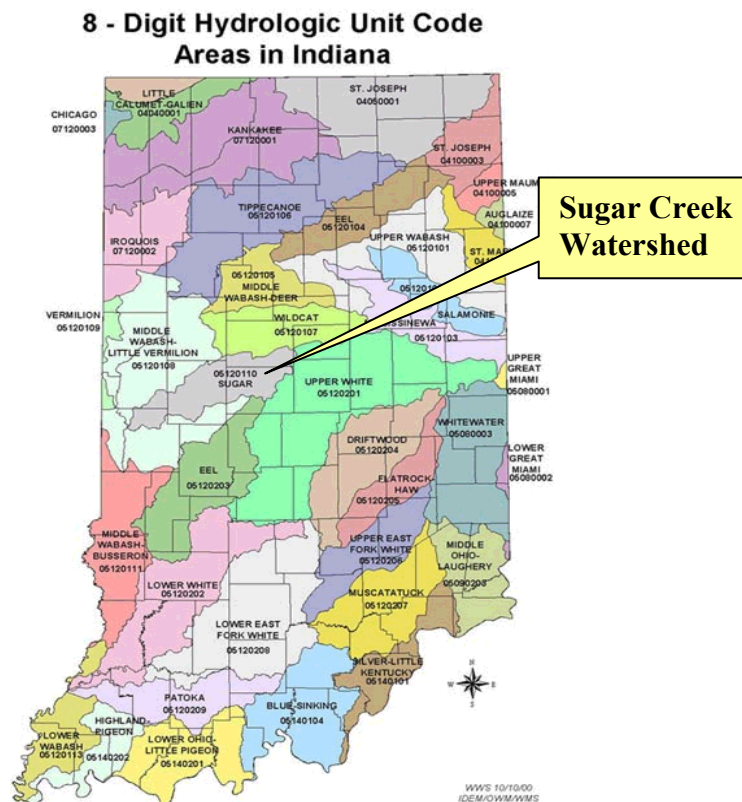 8 - Digit Hydrologic Unit Code
Areas in Indiana
LITTLE
CALUMET-GALIEN
04040001
ST. JOSEPH
04050001
CHICAGO
07120003
KANKAKEE
07120001
ST. JOSEPH
04100003
UPPER MAUM
04100005
AUGLAIZE
04100007
ST. MAR
TIPPECANOE
05120106
EEL
05120104
UPPER WABASH
05120101
Sugar Creek
Watershed
IROQUOIS
07120002
05120105
MIDDLE
WABASH-DEER
SALAMONIE
VERMILION
05120109
MIDDLE
WABASH-
LITTLE VERMILION
05120108
WILDCAT
05120107
SSINEWA
05120103
05120110
SUGAR
UPPER WHITE
05120201
UPPER
GREAT
MIAMI
05080001
WHITEWATER
05080003
LOWER
GREAT
MIAMI
05080002
DRIFTWOOD
05120204
EEL
05120203
FLATROCK-
HAW
05120205
MIDDLE
WABASH-
BUSSERON
05120111
UPPER EAST
FORK WHITE
05120206
MIDDLE
OHIO-
LAUGHERY
05090203
LOWER WHITE
05120202
MUSCATATUCK
05120207
LOWER EAST
FORK WHITE
05120208
SILVER-LITTLE
KENTUCKY
05140101
N
W E
S
PATOKA
05120209
BLUE-SINKING
05140104
HIGHLAND-
PIGEON
05140202
LOWER
WABASH
05120113
LOWER OHIO-
LITTLE PIGEON
05140201
WWS 10/10/00
IDEM/OWM/WMS